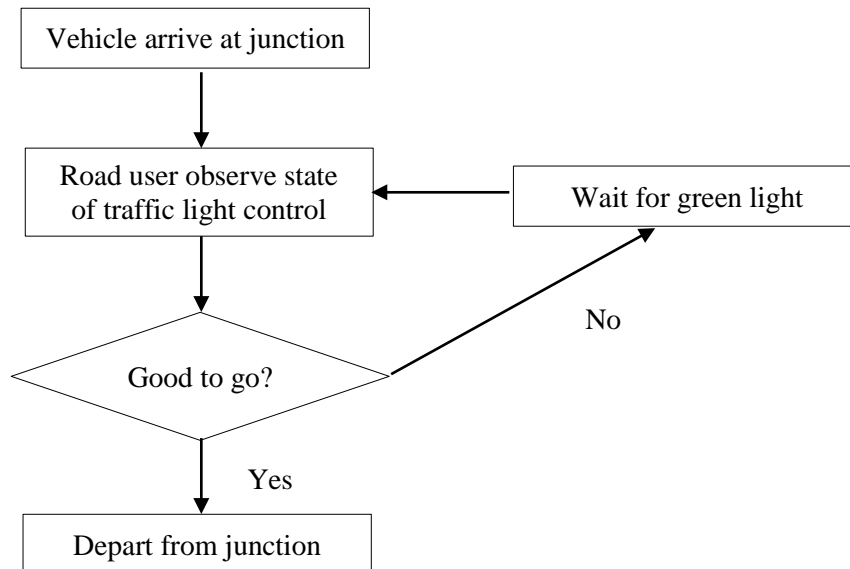 Vehicle arrive at junction
Road user observe state
of traffic light control
Wait for green light
No
Good to go?
Yes
Depart from junction